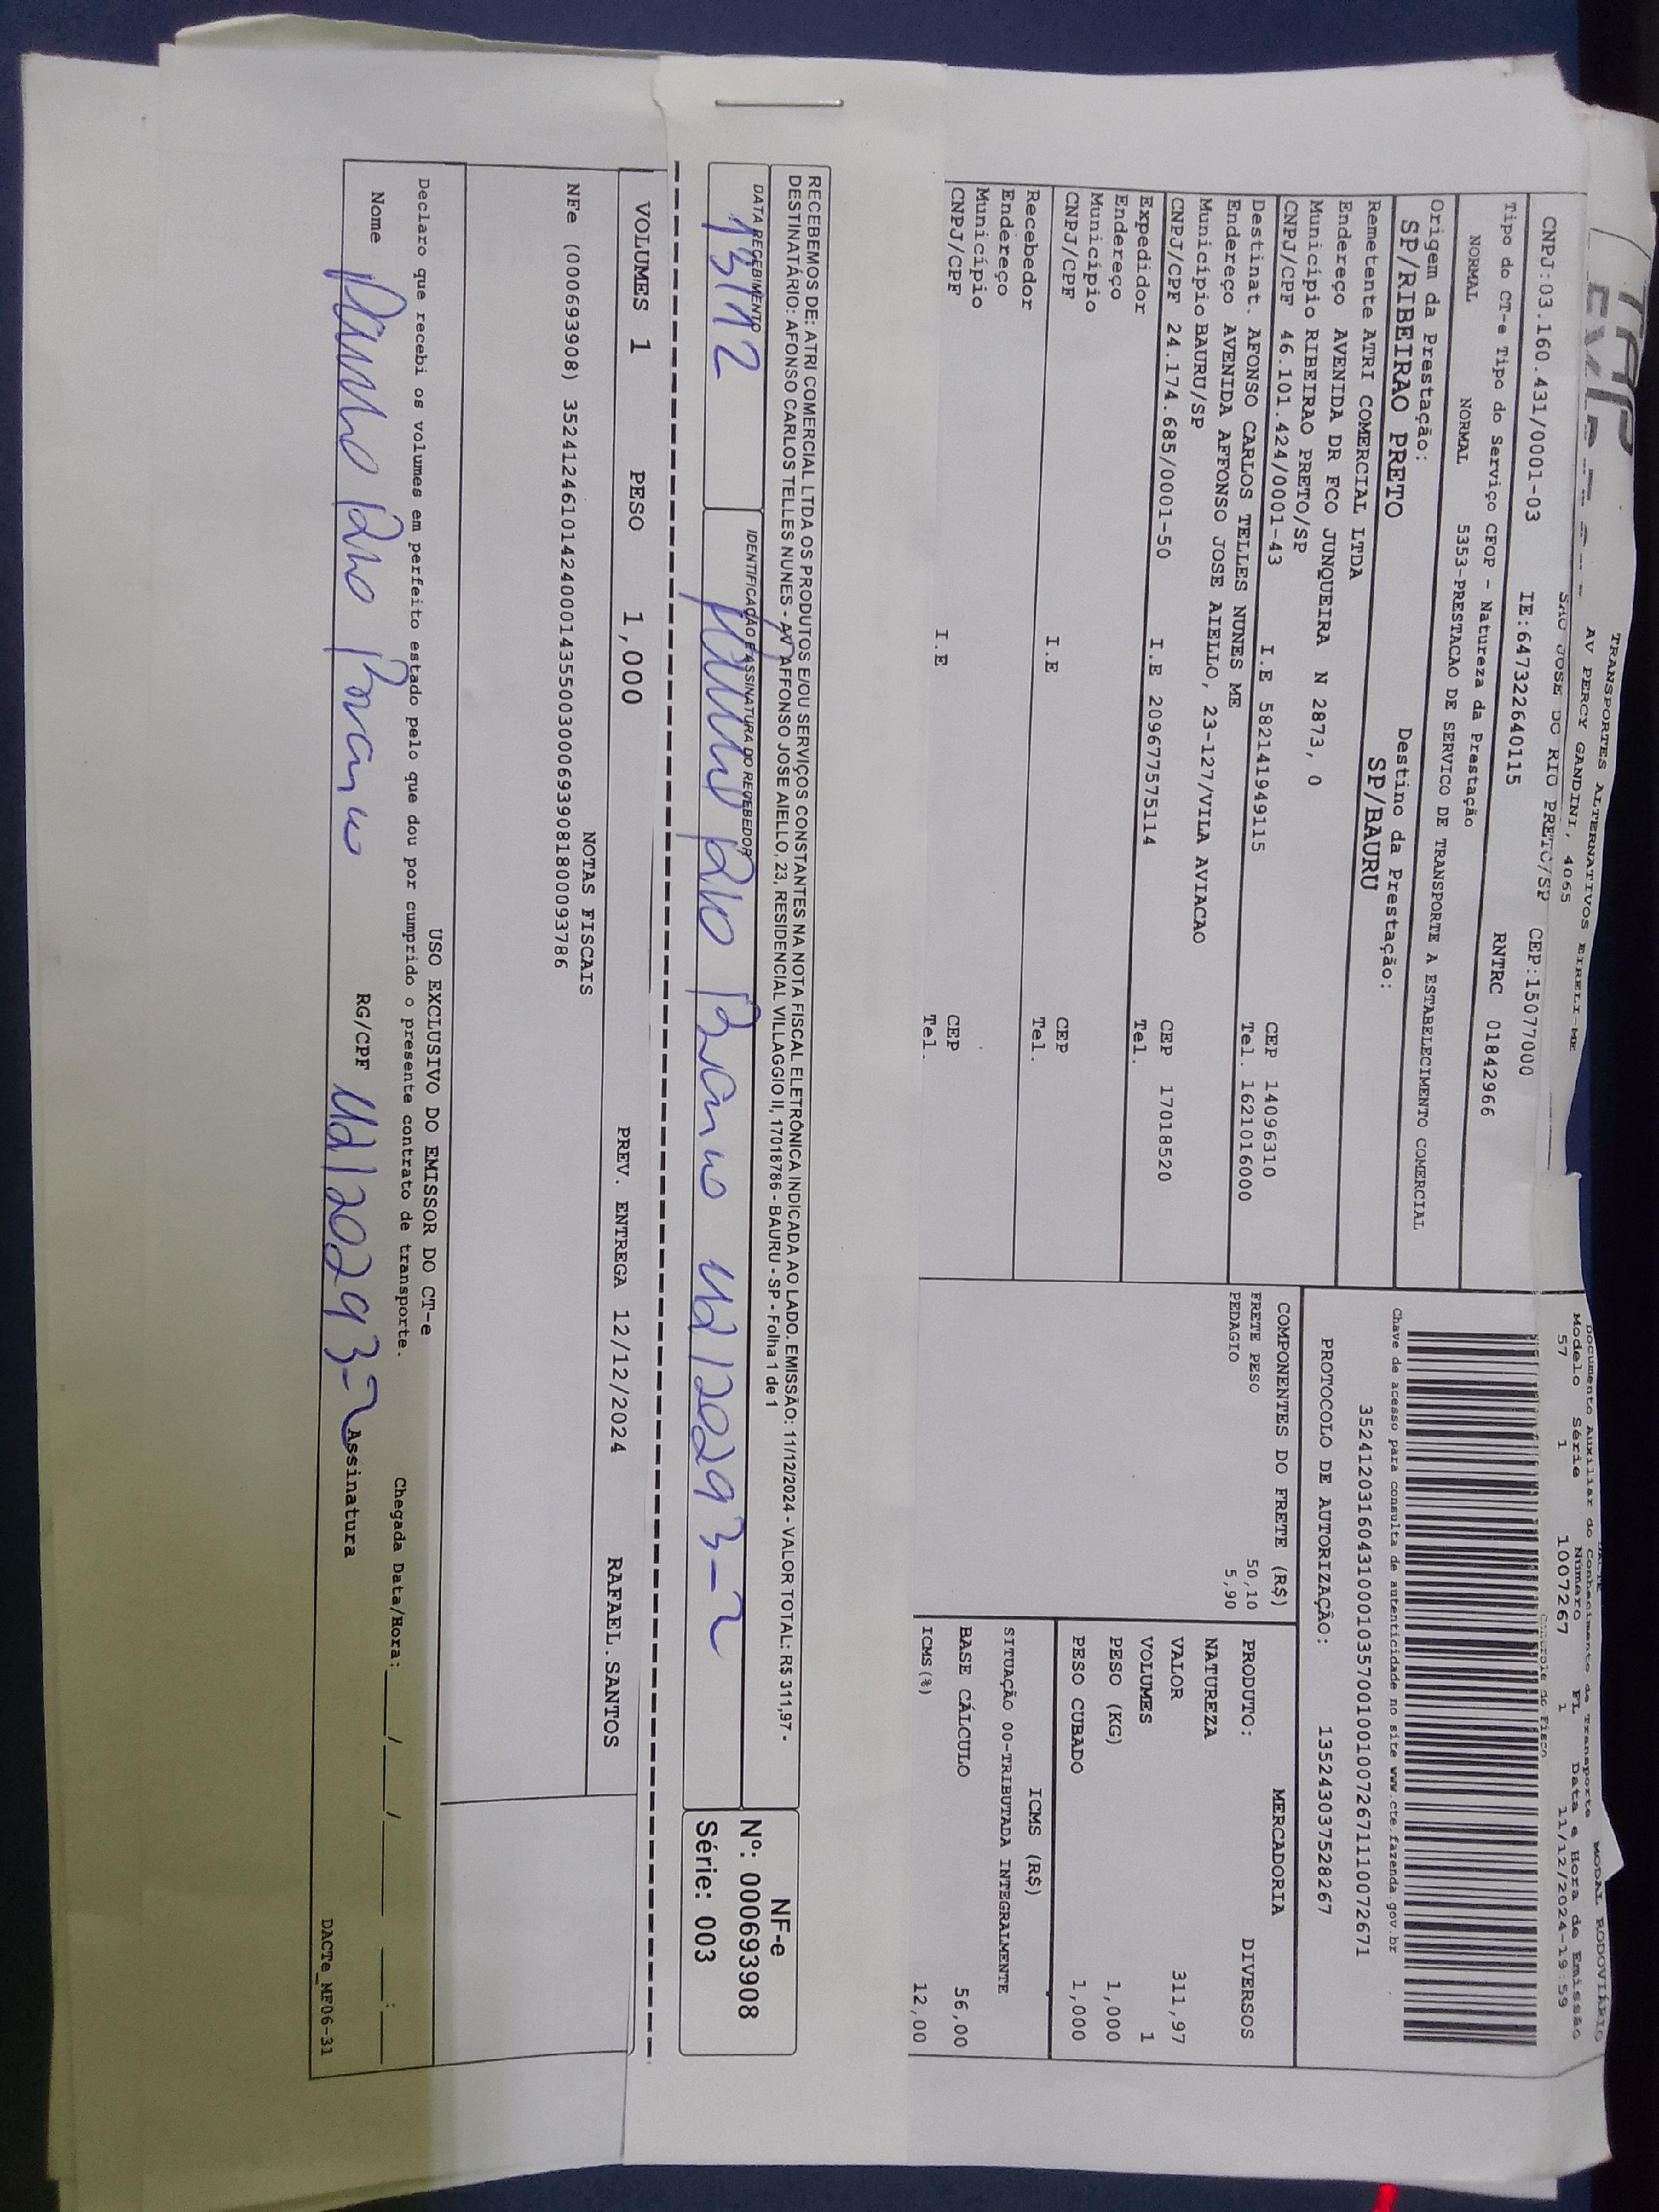 TRANSPORTES ALTERNATIVOS EIRELI-ME
AV PERCY GANDINI, 4065
SAO JOSE DO RIO PRETO/SP CEP:15077000
CNPJ:03.160.431/0001-03 IE:647322640115 RNTRC 01842966
Tipo do CT-e Tipo do Serviço CFOP - Natureza da Prestação
NORMAL NORMAL 5353-PRESTACAO DE SERVICO DE TRANSPORTE A ESTABELECIMENTO COMERCIAL
Origem da Prestação: Destino da Prestação:
SP/RIBEIRAO PRETO SP/BAURU
Remetente ATRI COMERCIAL LTDA
Endereço AVENIDA DR FCO JUNQUEIRA N 2873, 0
Município RIBEIRAO PRETO/SP CEP 14096310
CNPJ/CPF 46.101.424/0001-43 I.E 582141949115 Tel. 1621016000
Destinat. AFONSO CARLOS TELLES NUNES ME
Endereço AVENIDA AFFONSO JOSE AIELLO, 23-127/VILA AVIACAO
Município BAURU/SP CEP 17018520
CNPJ/CPF 24.174.685/0001-50 I.E 209677575114 Tel.
Expedidor
Endereço
Município CEP
CNPJ/CPF I.E Tel.
Recebedor
Endereço
Município CEP
CNPJ/CPF I.E Tel.
MODAL RODOVIÁRIO
Documento Auxiliar do Conhecimento de Transporte
Modelo Série Número FL Data e Hora de Emissão
57 1 1007267 1 11/12/2024-19:59
Controle do Fisco
Chave de acesso para consulta de autenticidade no site www.cte.fazenda.gov.br
35241203160431000103570010010072671110072671
PROTOCOLO DE AUTORIZAÇÃO: 135243037528267
COMPONENTES DO FRETE (R$)
FRETE PESO 50,10
PEDAGIO 5,90
MERCADORIA
PRODUTO: DIVERSOS
NATUREZA
VALOR 311,97
VOLUMES 1
PESO (KG) 1,000
PESO CUBADO 1,000
ICMS (R$)
SITUAÇÃO 00-TRIBUTADA INTEGRALMENTE
BASE CÁLCULO 56,00
ICMS(%) 12,00
RECEBEMOS DE: ATRI COMERCIAL LTDA OS PRODUTOS E/OU SERVIÇOS CONSTANTES NA NOTA FISCAL ELETRÔNICA INDICADA AO LADO. EMISSÃO: 11/12/2024 - VALOR TOTAL: R$ 311,97 -
DESTINATÁRIO: AFONSO CARLOS TELLES NUNES - AV AFFONSO JOSE AIELLO, 23, RESIDENCIAL VILLAGGIO II, 17018786 - BAURU - SP - Folha 1 de 1
DATA RECEBIMENTO IDENTIFICAÇÃO E ASSINATURA DO RECEBEDOR
13/12
NF-e
Nº: 000693908
Série: 003
VOLUMES 1 PESO 1,000 PREV. ENTREGA 12/12/2024 RAFAEL.SANTOS
NOTAS FISCAIS
NFe (000693908) 35241246101424000143550030006939081800093786
USO EXCLUSIVO DO EMISSOR DO CT-e
Declaro que recebi os volumes em perfeito estado pelo que dou por cumprido o presente contrato de transporte. Chegada Data/Hora:____/____/______ ___:___
Nome RG/CPF Assinatura
DACTe_MF06-31